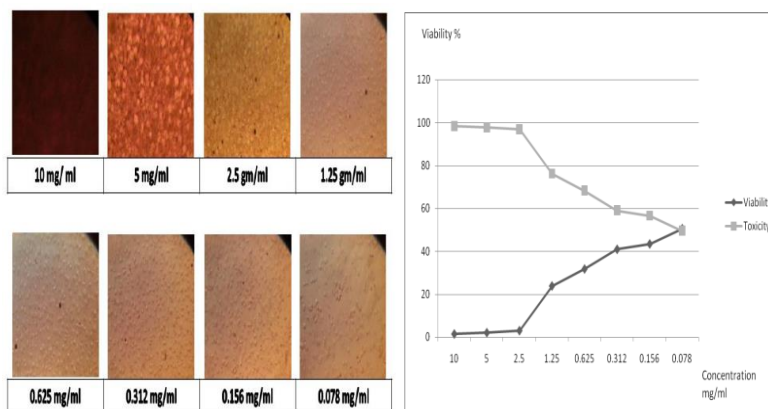 10 mg/ ml
5 mg/ml
2.5 gm/ml
1.25 gm/ml
0.625 mg/ml
0.312 mg/ml
0.156 mg/ml
0.078 mg/ml
Viability %
120
100
80
60
40
20
0
10 5 2.5 1.25 0.625 0.312 0.156 0.078
Concentration
mg/ml
Viabilit
Toxicity